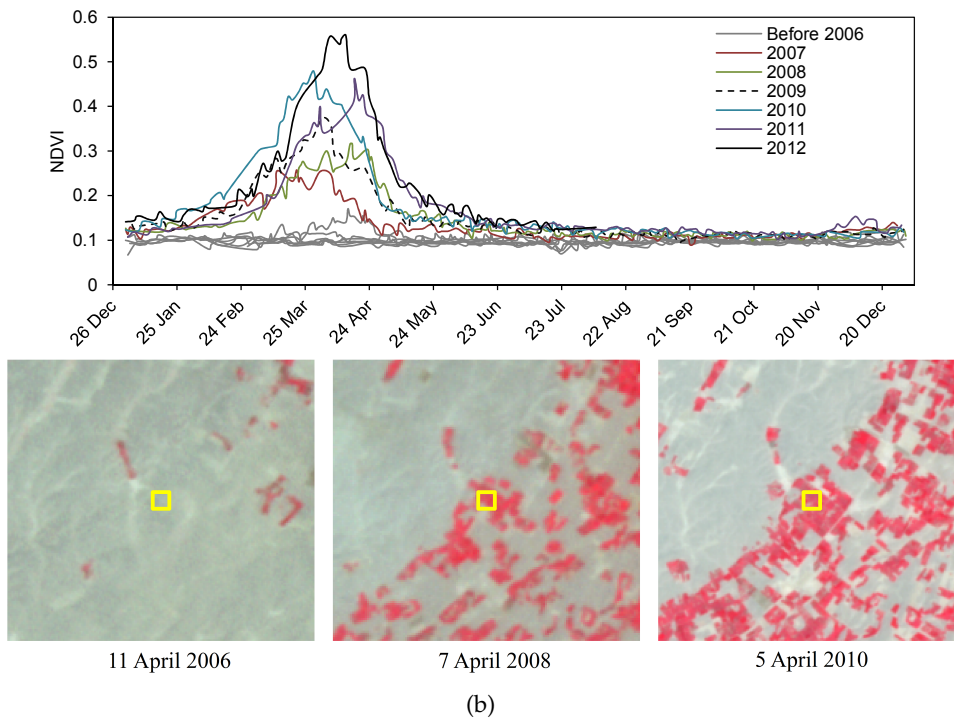 0.6
0.5
0.4
0.3
0.2
0.1
0
NDVI
Before 2006
2007
2008
2009
2010
2011
2012
26 Dec
25 Jan
24 Feb
25 Mar
24 Apr
24 May
23 Jun
23 Jul
22 Aug
21 Sep
21 Oct
20 Nov
20 Dec
11 April 2006
7 April 2008
5 April 2010
(b)